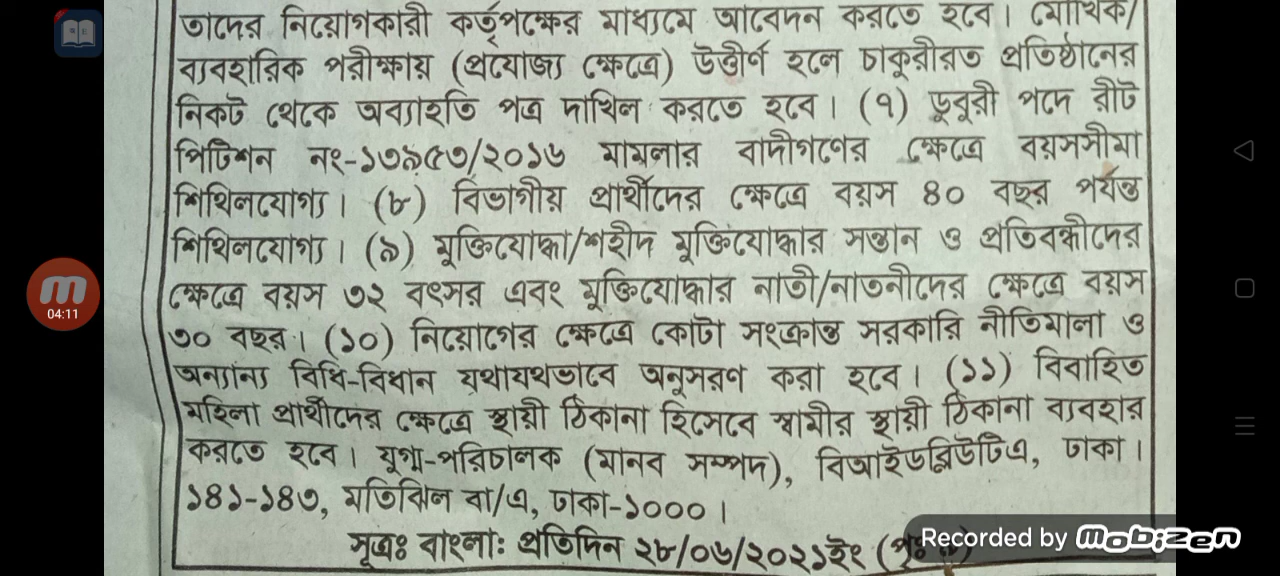 তাদের নিয়োগকারী কর্তৃপক্ষের মাধ্যমে আবেদন করতে হবে। মৌখিক/
ব্যবহারিক পরীক্ষায় (প্রযোজ্য ক্ষেত্রে) উত্তীর্ণ হলে চাকুরীরত প্রতিষ্ঠানের
নিকট থেকে অব্যাহতি পত্র দাখিল করতে হবে। (৭) ডুবুরী পদে রীট
পিটিশন নং-১৭৯৫৩/২০১৬ মামলার বাদীগণের ক্ষেত্রে বয়সসীমা
শিথিলযোগ্য। (৮) বিভাগীয় প্রার্থীদের ক্ষেত্রে বয়স ৪০ বছর পর্যন্ত
শিথিলযোগ্য। (৯) মুক্তিযোদ্ধা/শহীদ মুক্তিযোদ্ধার সন্তান ও প্রতিবন্ধীদের
ক্ষেত্রে বয়স ৩২ বৎসর এবং মুক্তিযোদ্ধার নাতী/নাতনীদের ক্ষেত্রে বয়স
৩০ বছর। (১০) নিয়োগের ক্ষেত্রে কোটা সংক্রান্ত সরকারি নীতিমালা ও
অন্যান্য বিধি-বিধান যথাযথভাবে অনুসরণ করা হবে। (১১) বিবাহিত
মহিলা প্রার্থীদের ক্ষেত্রে স্থায়ী ঠিকানা হিসেবে স্বামীর স্থায়ী ঠিকানা ব্যবহার
করতে হবে। যুগ্ম-পরিচালক (মানব সম্পদ), বিআইডব্লিউটিএ, ঢাকা।
১৪১-১৪৩, মতিঝিল বা/এ, ঢাকা-১০০০।
সূত্রঃ বাংলাঃ প্রতিদিন ২৮/০৬/২০২১ইং (পৃঃ
Recorded by mobizen
04:11